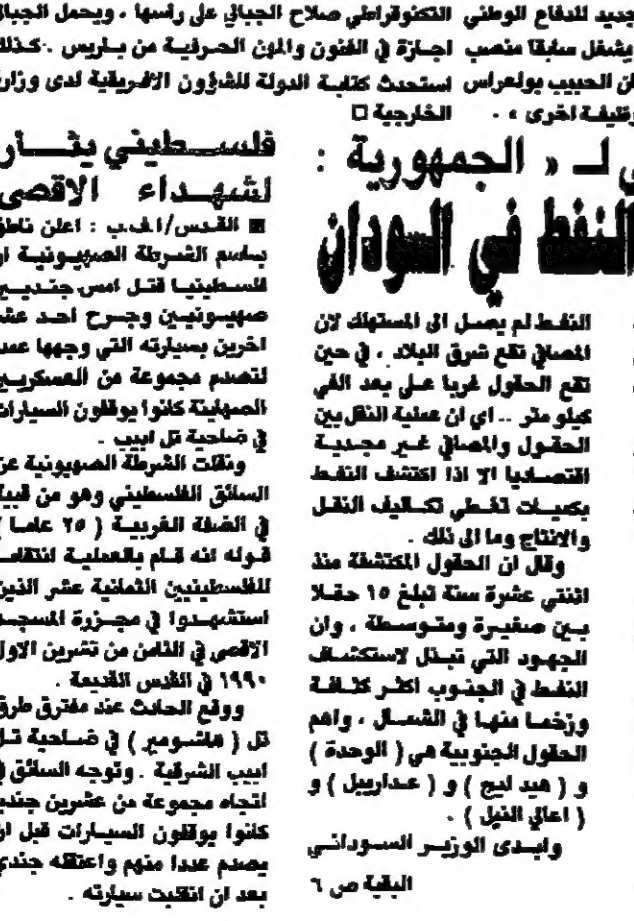 جديد للدفاع الوطني
يشغل سابقا منصب
ان الحبيب بولعراس
وظيفة اخرى » .
التكنوقراطي صلاح الجبالي على راسها . ويحمل الجبال
اجازة في الفنون والمهن الحرفية من باريس . كذلك
استحدث كتابة الدولة للشؤون الافريقية لدى وزار
الخارجية □
ي لـ « الجمهورية :
النفط في السودان
النفط لم يصل الى المستهلك لان
المصافي تقع شرق البلاد ، في حين
تقع الحقول غربا على بعد الفي
كيلو متر .. اي ان عملية النقل بين
الحقول والمصافي غير مجدية
اقتصاديا الا اذا اكتشف النفط
بكميات تغطي تكاليف النقل
والانتاج وما الى ذلك .
وقال ان الحقول المكتشفة منذ
اثنتي عشرة سنة تبلغ ١٥ حقلا
بين صغيرة ومتوسطة ، وان
الجهود التي تبذل لاستكشاف
النفط في الجنوب اكثر كثافة
وزخما منها في الشمال ، واهم
الحقول الجنوبية هي ( الوحدة )
و ( هيد ليج ) و ( عدارييل ) و
( اعالي النيل ) .
وابدى الوزير السوداني
البقية ص ٦
فلسطيني يثار
لشهداء الاقصى
■ القدس/ا.ف.ب : اعلن ناطق
باسم الشرطة الصهيونية ان
فلسطينيا قتل امس جنديين
صهيونيين وجرح احد عشر
اخرين بسيارته التي وجهها عمد
لتصدم مجموعة من العسكريين
الصهاينة كانوا يوقفون السيارات
في ضاحية تل ابيب .
ونقلت الشرطة الصهيونية عن
السائق الفلسطيني وهو من قبية
في الضفة الغربية ( ٢٥ عاما )
قوله انه قام بالعملية انتقاما
للفلسطينيين الثمانية عشر الذين
استشهدوا في مجزرة المسجد
الاقصى في الثامن من تشرين الاول
١٩٩٠ في القدس القديمة .
ووقع الحادث عند مفترق طرق
تل ( هاشومير ) في ضاحية تل
ابيب الشرقية . وتوجه السائق في
اتجاه مجموعة من عشرين جنديا
كانوا يوقفون السيارات قبل ان
يصدم عددا منهم واعتقله جندي
بعد ان انقلبت سيارته .